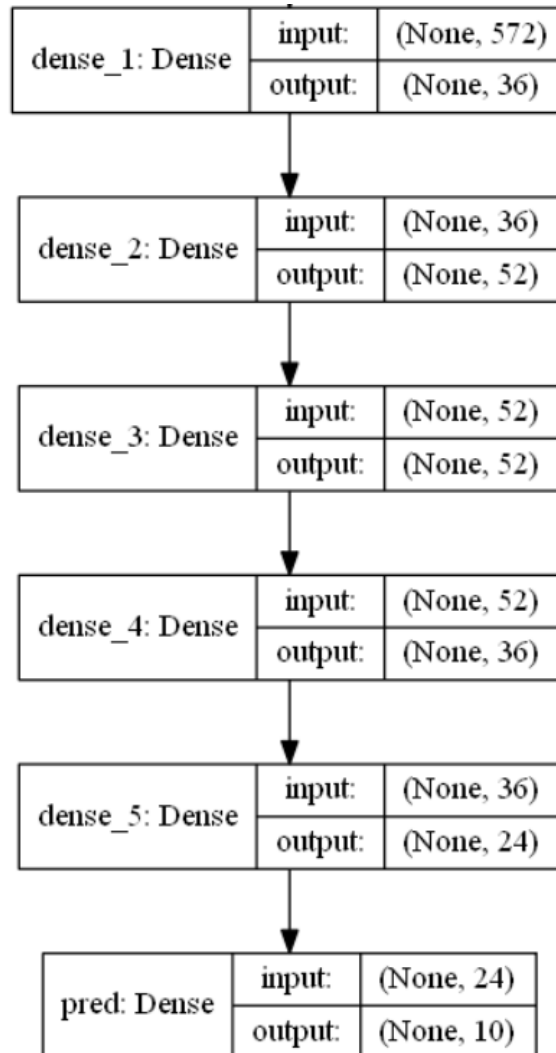 dense_1: Dense
input: (None, 572)
output: (None, 36)
dense_2: Dense
input: (None, 36)
output: (None, 52)
dense_3: Dense
input: (None, 52)
output: (None, 52)
dense_4: Dense
input: (None, 52)
output: (None, 36)
dense_5: Dense
input: (None, 36)
output: (None, 24)
pred: Dense
input: (None, 24)
output: (None, 10)